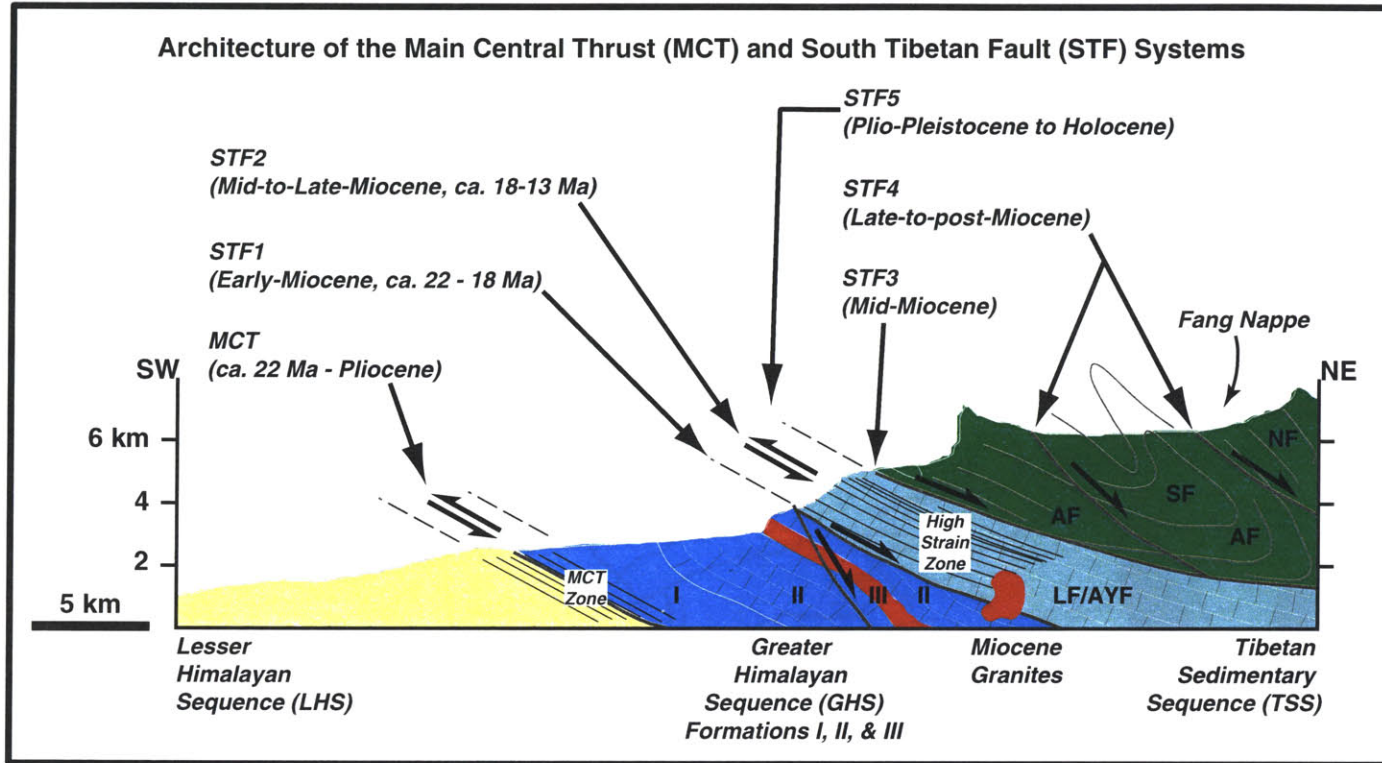 Architecture of the Main Central Thrust (MCT) and South Tibetan Fault (STF) Systems
STF5
(Plio-Pleistocene to Holocene)
STF2
(Mid-to-Late-Miocene, ca. 18-13 Ma)
STF4
(Late-to-post-Miocene)
STF1
(Early-Miocene, ca. 22 - 18 Ma)
STF3
(Mid-Miocene)
Fang Nappe
MCT
(ca. 22 Ma - Pliocene)
SW
NE
6 km
4
2
5 km
NF
SF
AF
AF
High
Strain
Zone
MCT
Zone
I
II
III
II
LF/AYF
Lesser
Himalayan
Sequence (LHS)
Greater
Himalayan
Sequence (GHS)
Formations I, II, & III
Miocene
Granites
Tibetan
Sedimentary
Sequence (TSS)